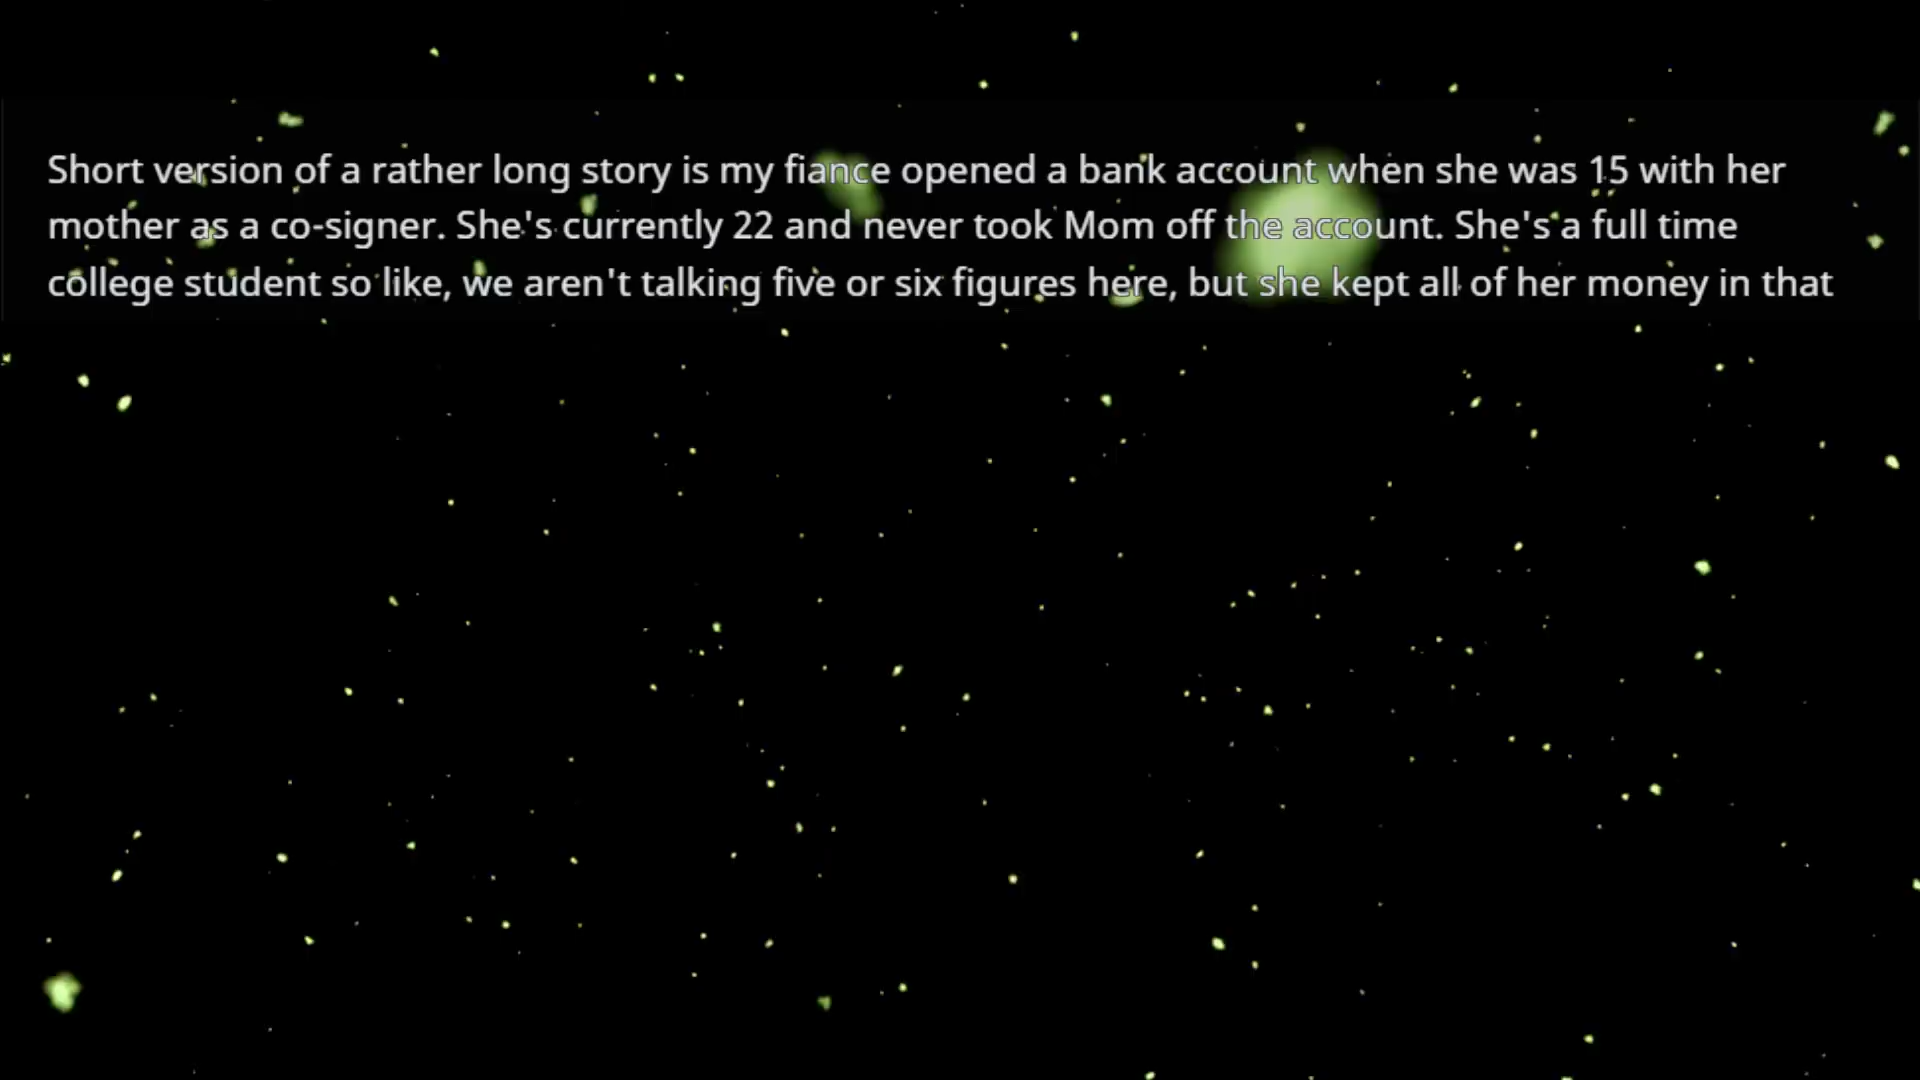 Short version of a rather long story is my fiance opened a bank account when she was 15 with her
mother as a co-signer. She's currently 22 and never took Mom off the account. She's a full time
college student so like, we aren't talking five or six figures here, but she kept all of her money in that